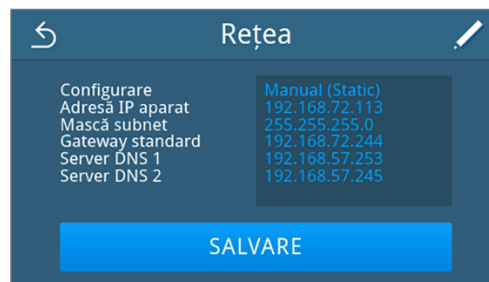 Rețea
Configurare Manual (Static)
Adresă IP aparat 192.168.72.113
Mască subnet 255.255.255.0
Gateway standard 192.168.72.244
Server DNS 1 192.168.57.253
Server DNS 2 192.168.57.245
SALVARE